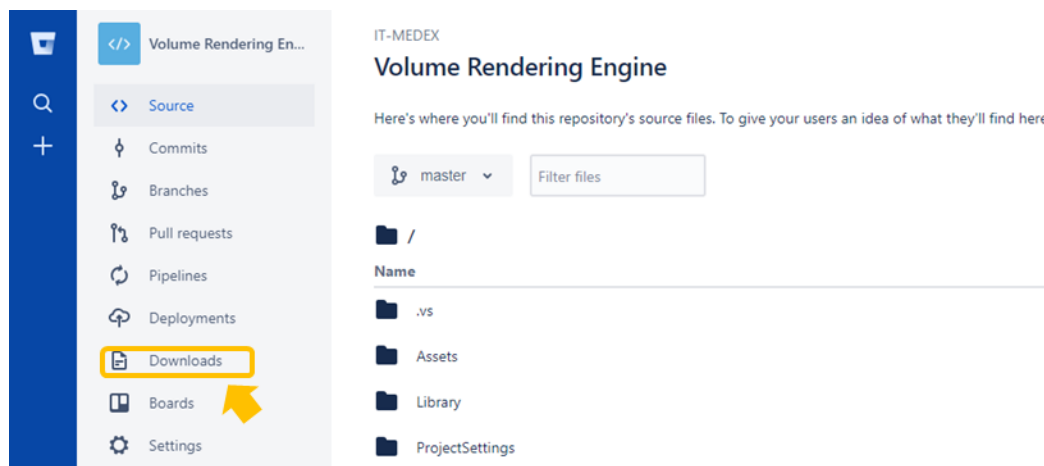 Volume Rendering En...
Source
Commits
Branches
Pull requests
Pipelines
Deployments
Downloads
Boards
Settings
IT-MEDEX
Volume Rendering Engine
Here's where you'll find this repository's source files. To give your users an idea of what they'll find here
master
Filter files
/
Name
.vs
Assets
Library
ProjectSettings